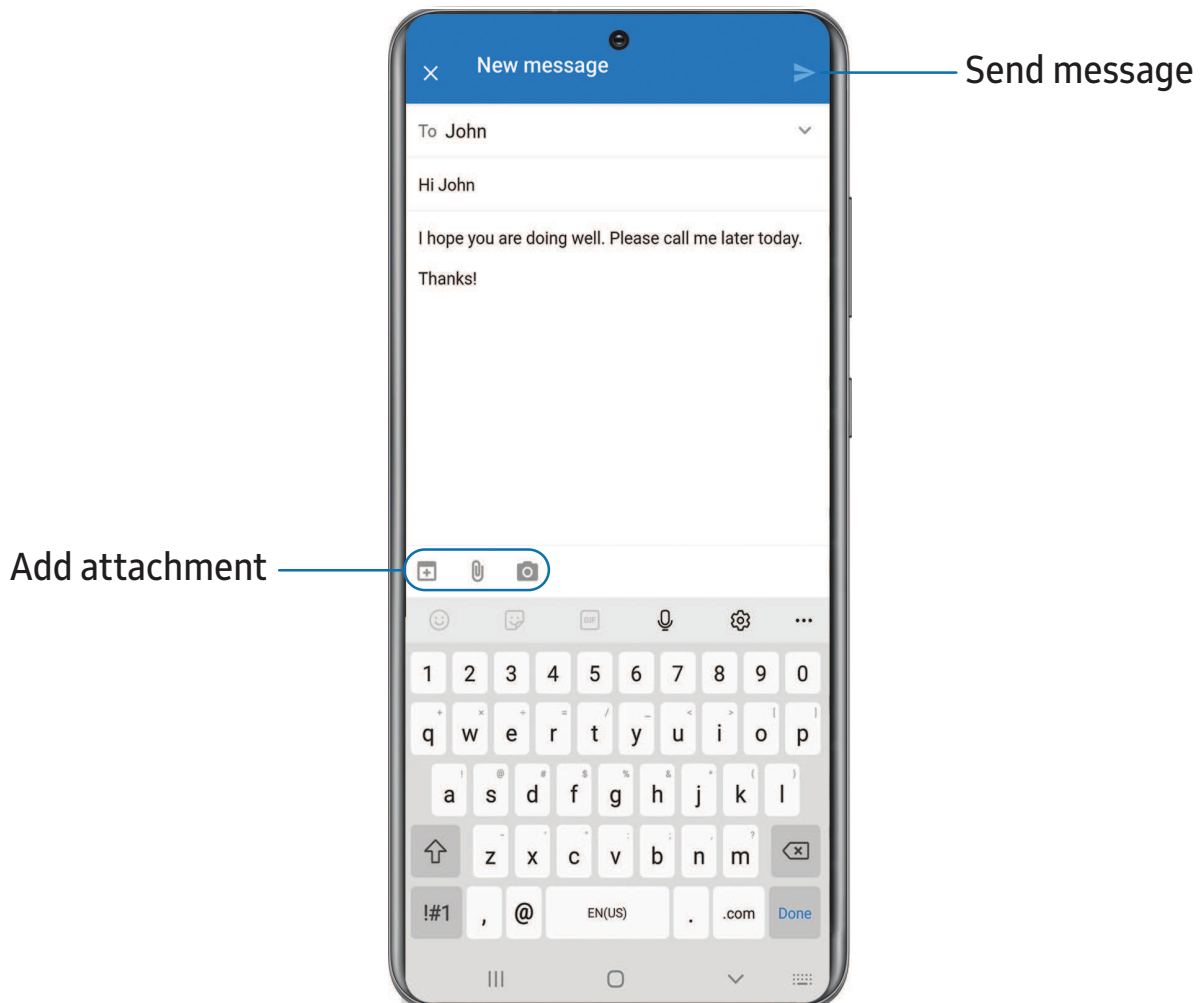 New message
Send message
To John
Hi John
I hope you are doing well. Please call me later today.
Thanks!
Add attachment
GIF
1 2 3 4 5 6 7 8 9 0
+ × ÷ = / _ < > [ ]
q w e r t y u i o p
! @ # $ % & * ( )
a s d f g h j k l
- ' " : ; , ?
z x c v b n m
!#1 , @ EN(US) . .com Done